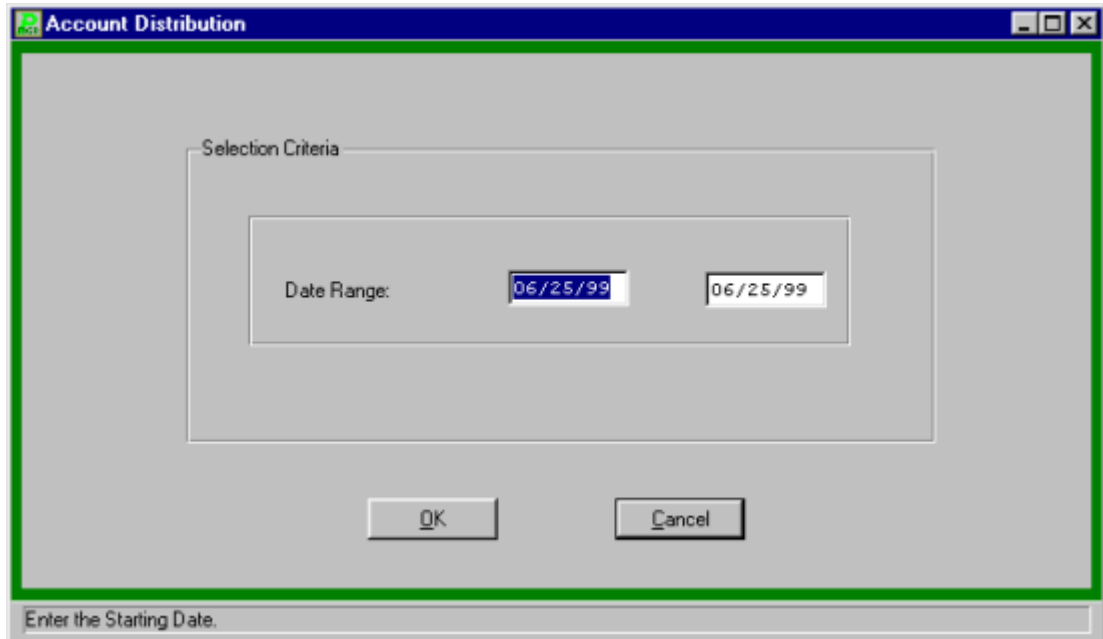 Account Distribution
Selection Criteria
Date Range: 06/25/99 06/25/99
OK Cancel
Enter the Starting Date.